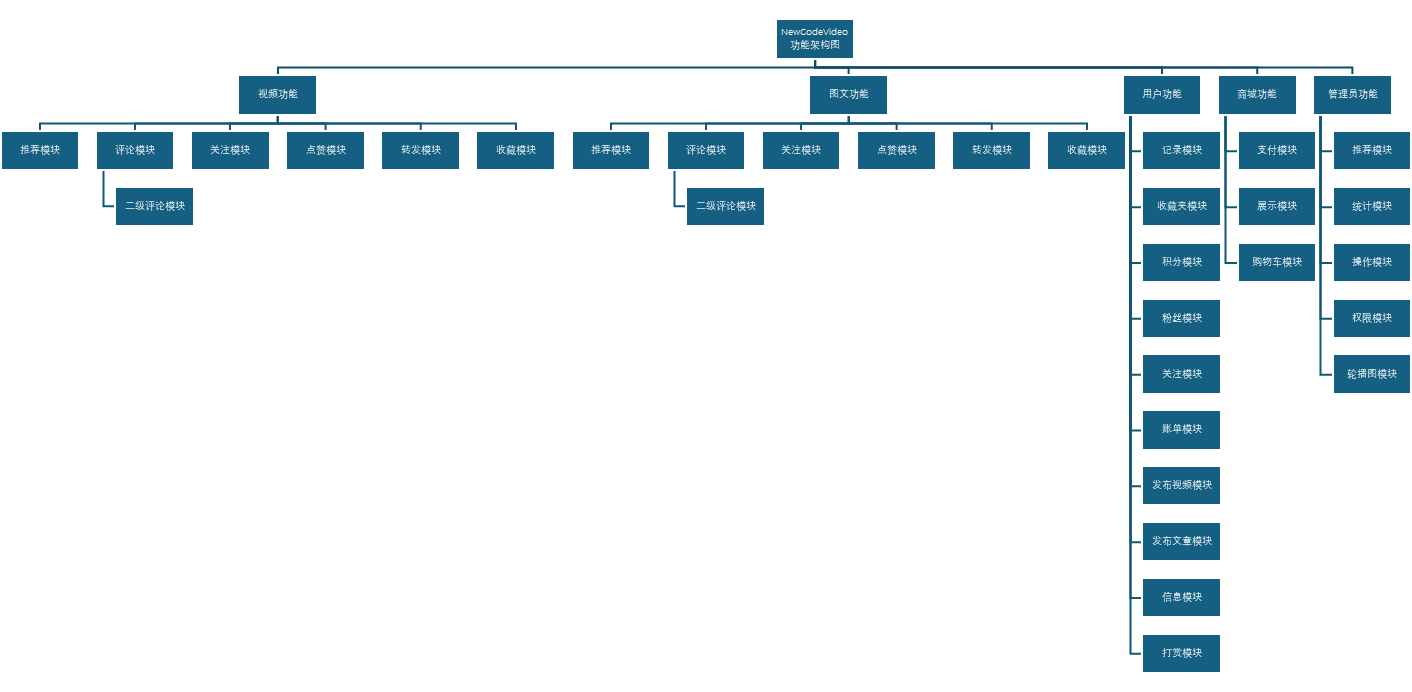 NewCodeVideo
功能架构图
视频功能
图文功能
用户功能
商城功能
管理员功能
推荐模块
评论模块
关注模块
点赞模块
转发模块
收藏模块
推荐模块
评论模块
关注模块
点赞模块
转发模块
收藏模块
记录模块
支付模块
推荐模块
二级评论模块
二级评论模块
收藏夹模块
展示模块
统计模块
积分模块
购物车模块
操作模块
粉丝模块
权限模块
关注模块
轮播图模块
账单模块
发布视频模块
发布文章模块
信息模块
打赏模块